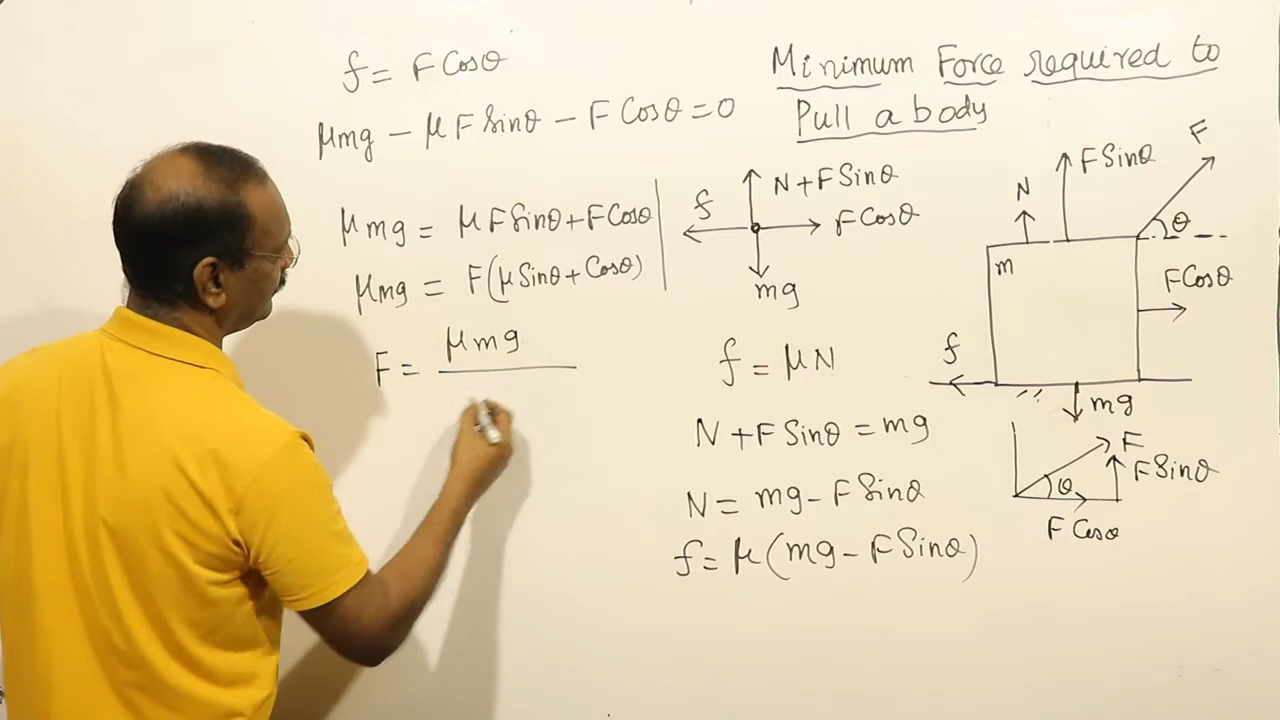 f = F Cosθ
μmg - μF Sinθ - F Cosθ = 0
μmg = μF Sinθ + F Cosθ
μmg = F(μ Sinθ + Cosθ)
F = μmg
Minimum Force required to
Pull a body
N + F Sinθ
f
F Cosθ
mg
f = μN
N + F Sinθ = mg
N = mg - F Sinθ
f = μ(mg - F Sinθ)
F
F Sinθ
N
θ
m
F Cosθ
f
mg
F
θ
F Sinθ
F Cosθ